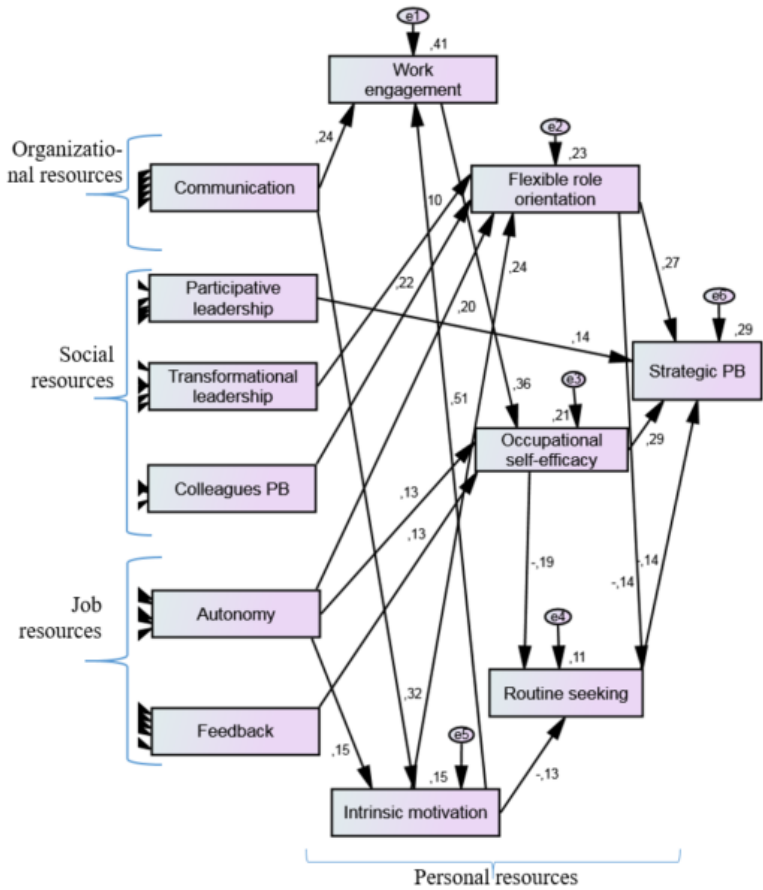 e1
,41
Work
engagement
,24
e2
,23
Organizatio-
nal resources
Communication
Flexible role
orientation
10
,24
,27
,22
,20
Participative
leadership
e6
,29
Social
resources
,14
Strategic PB
Transformational
leadership
,51
,36
e3
,21
Occupational
self-efficacy
,29
Colleagues PB
,13
,13
-,19
-,14
-,14
Job
resources
Autonomy
e4
,11
Routine seeking
,32
Feedback
,15
e5
,15
-,13
Intrinsic motivation
Personal resources